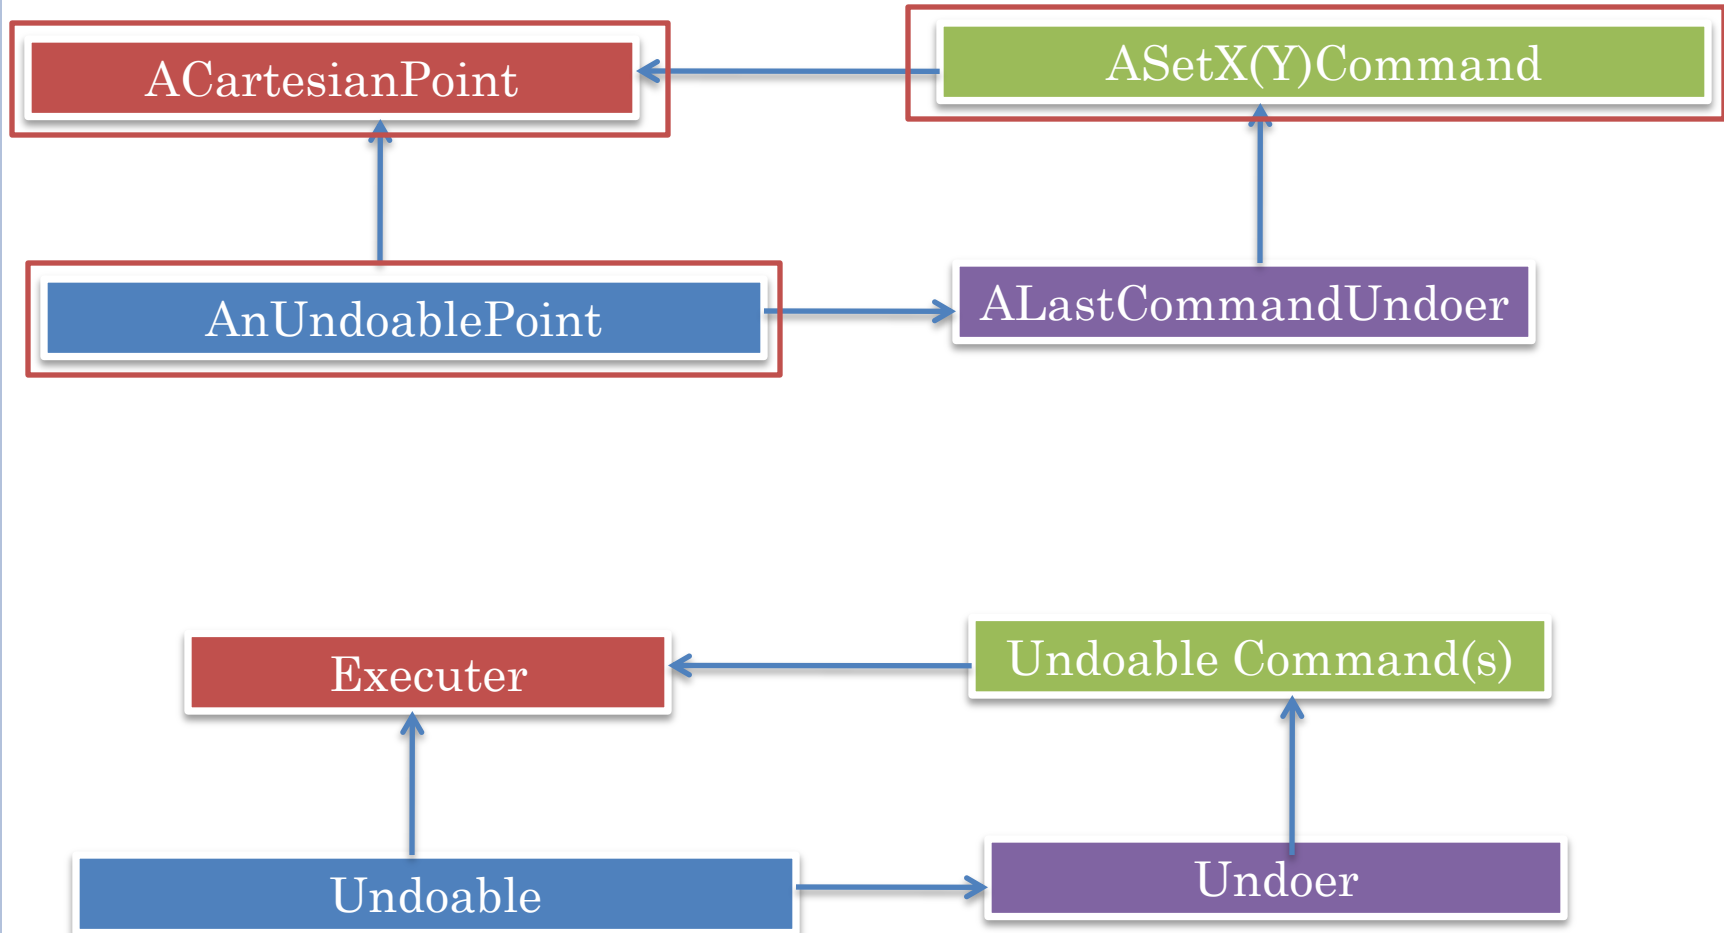 ACartesianPoint
ASetX(Y)Command
AnUndoablePoint
ALastCommandUndoer
Executer
Undoable Command(s)
Undoable
Undoer